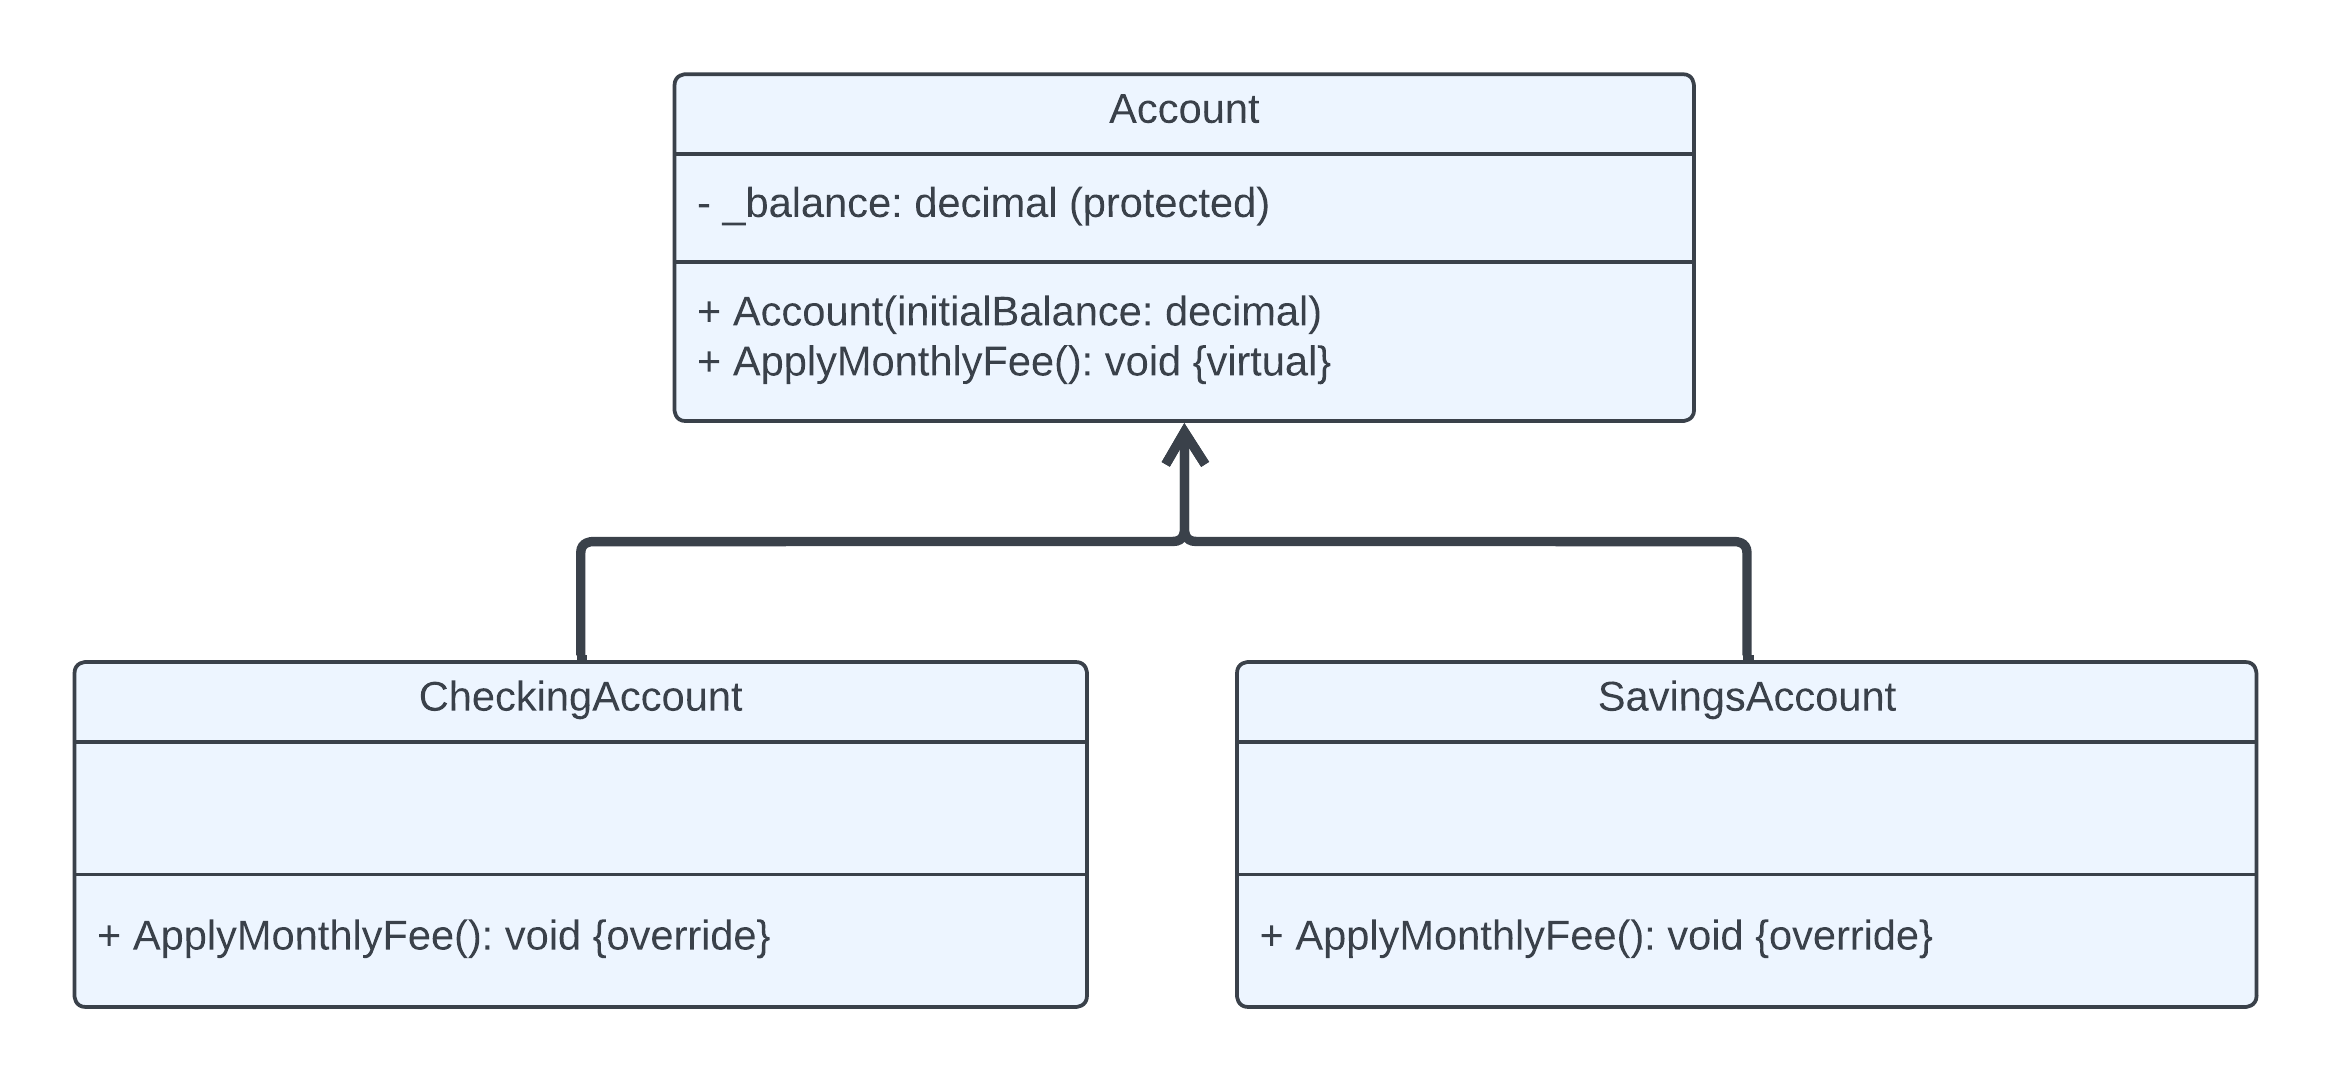 Account
- _balance: decimal (protected)
+ Account(initialBalance: decimal)
+ ApplyMonthlyFee(): void {virtual}
CheckingAccount
+ ApplyMonthlyFee(): void {override}
SavingsAccount
+ ApplyMonthlyFee(): void {override}